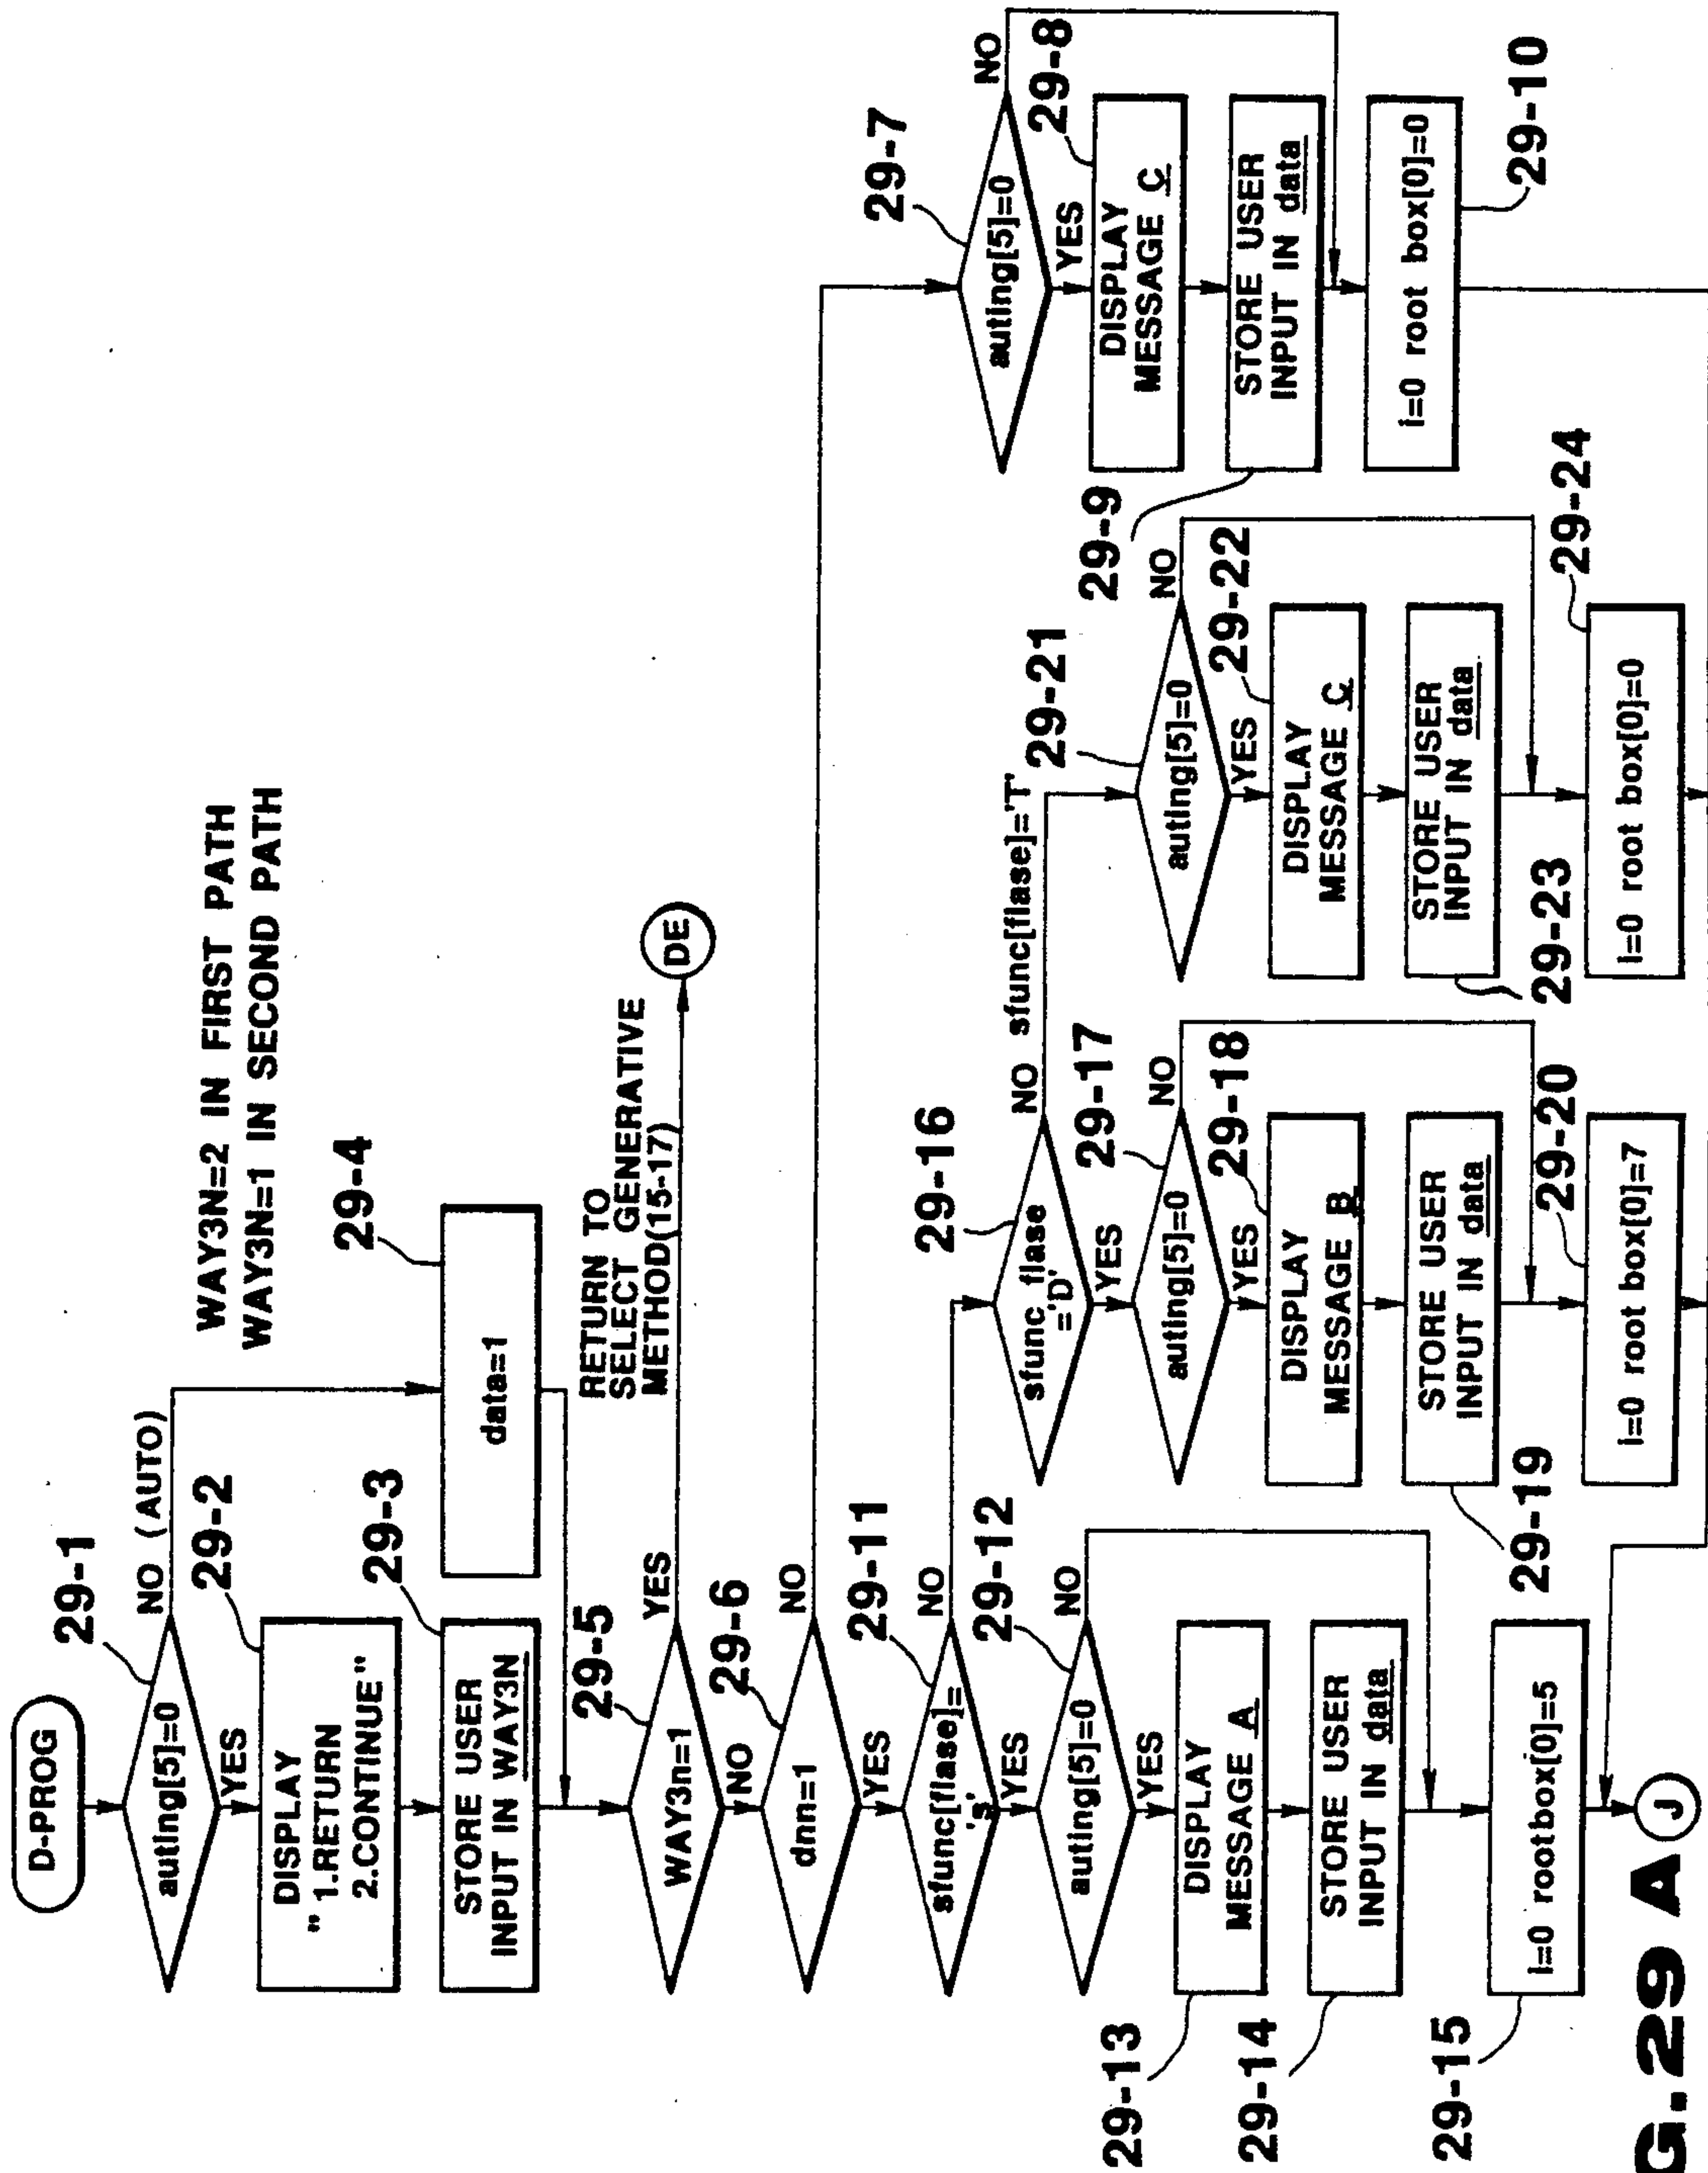 D-PROG
29-1
auting[5]=0
NO (AUTO)
YES
29-2
DISPLAY
" 1.RETURN
2.CONTINUE"
29-3
STORE USER
INPUT IN WAY3N
29-4
data=1
WAY3N=2 IN FIRST PATH
WAY3N=1 IN SECOND PATH
29-5
WAY3n=1
YES
RETURN TO
SELECT GENERATIVE
METHOD(15-17)
DE
NO
29-6
dnn=1
NO
YES
29-11
sfunc[flase]=
's'
NO
YES
29-12
auting[5]=0
NO
YES
29-13
DISPLAY
MESSAGE A
29-14
STORE USER
INPUT IN data
29-15
i=0 rootbox[0]=5
J
29-16
sfunc flase
='D'
NO sfunc[flase]='T'
YES
29-17
auting[5]=0
NO
YES
29-18
DISPLAY
MESSAGE B
29-19
STORE USER
INPUT IN data
29-20
i=0 root box[0]=7
29-21
auting[5]=0
NO
YES
29-22
DISPLAY
MESSAGE C
29-23
STORE USER
INPUT IN data
29-24
i=0 root box[0]=0
29-7
auting[5]=0
NO
YES
29-8
DISPLAY
MESSAGE C
29-9
STORE USER
INPUT IN data
29-10
i=0 root box[0]=0
G.29 A